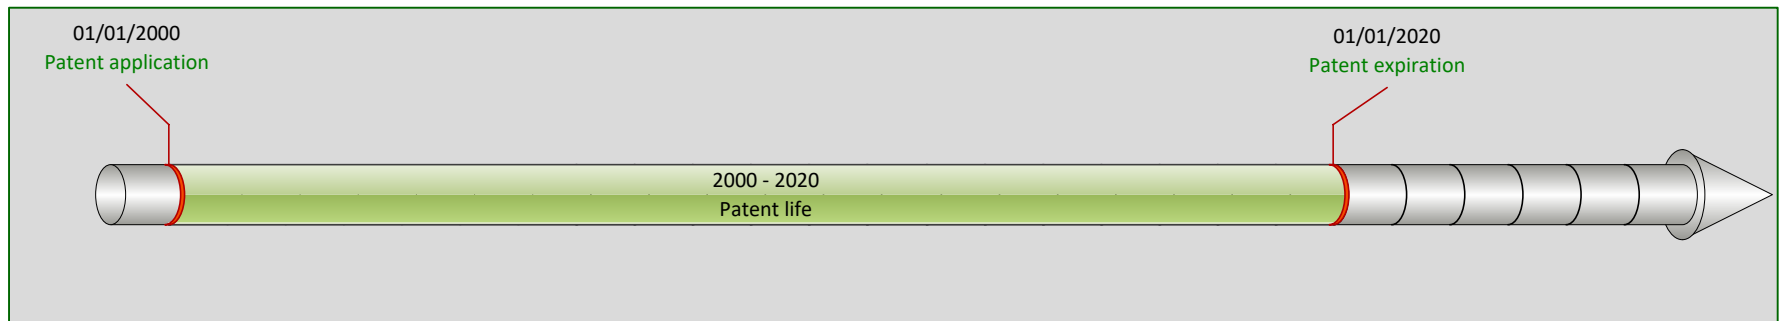 01/01/2000
Patent application
01/01/2020
Patent expiration
2000 - 2020
Patent life